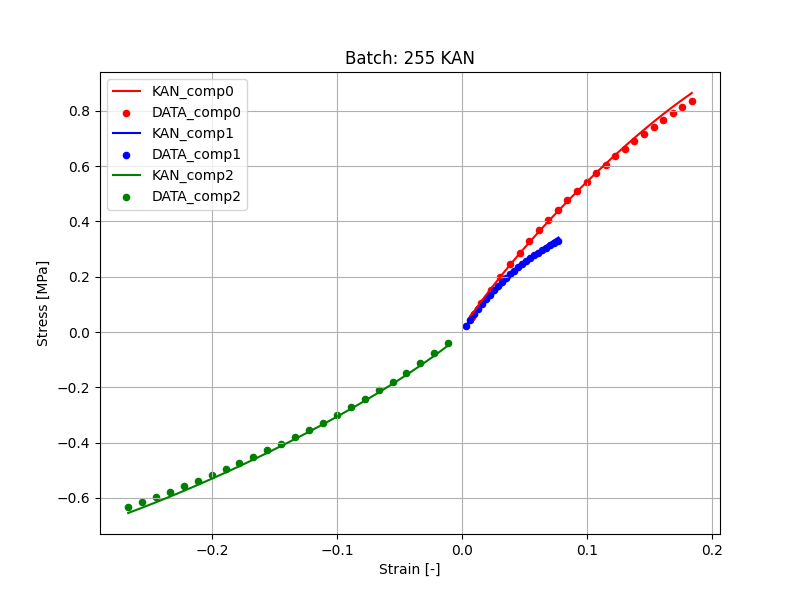 Batch: 255 KAN
KAN_comp0
DATA_comp0
KAN_comp1
DATA_comp1
KAN_comp2
DATA_comp2
Stress [MPa]
0.8
0.6
0.4
0.2
0.0
−0.2
−0.4
−0.6
−0.2
−0.1
0.0
0.1
0.2
Strain [-]